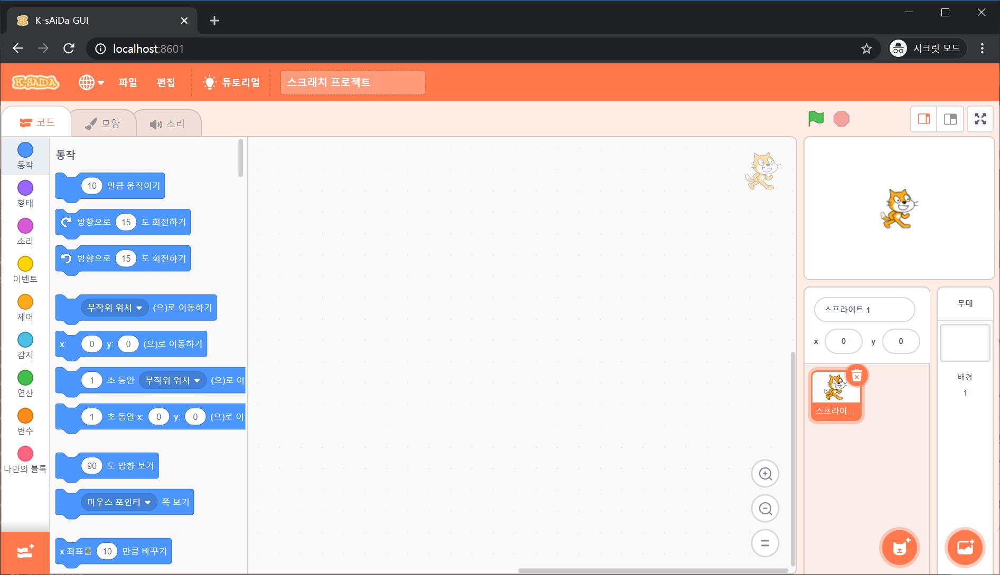 K-sAiDa GUI
localhost:8601
시크릿 모드
K-SAiDA
파일
편집
튜토리얼
스크래치 프로젝트
코드
모양
소리
동작
형태
소리
이벤트
제어
감지
연산
변수
나만의 블록
동작
10 만큼 움직이기
방향으로 15 도 회전하기
방향으로 15 도 회전하기
무작위 위치 (으)로 이동하기
x: 0 y: 0 (으)로 이동하기
1 초 동안 무작위 위치 (으)로 이
1 초 동안 x: 0 y: 0 (으)로 이
90 도 방향 보기
마우스 포인터 쪽 보기
x 좌표를 10 만큼 바꾸기
스프라이트 1
x 0 y 0
스프라이...
무대
배경
1